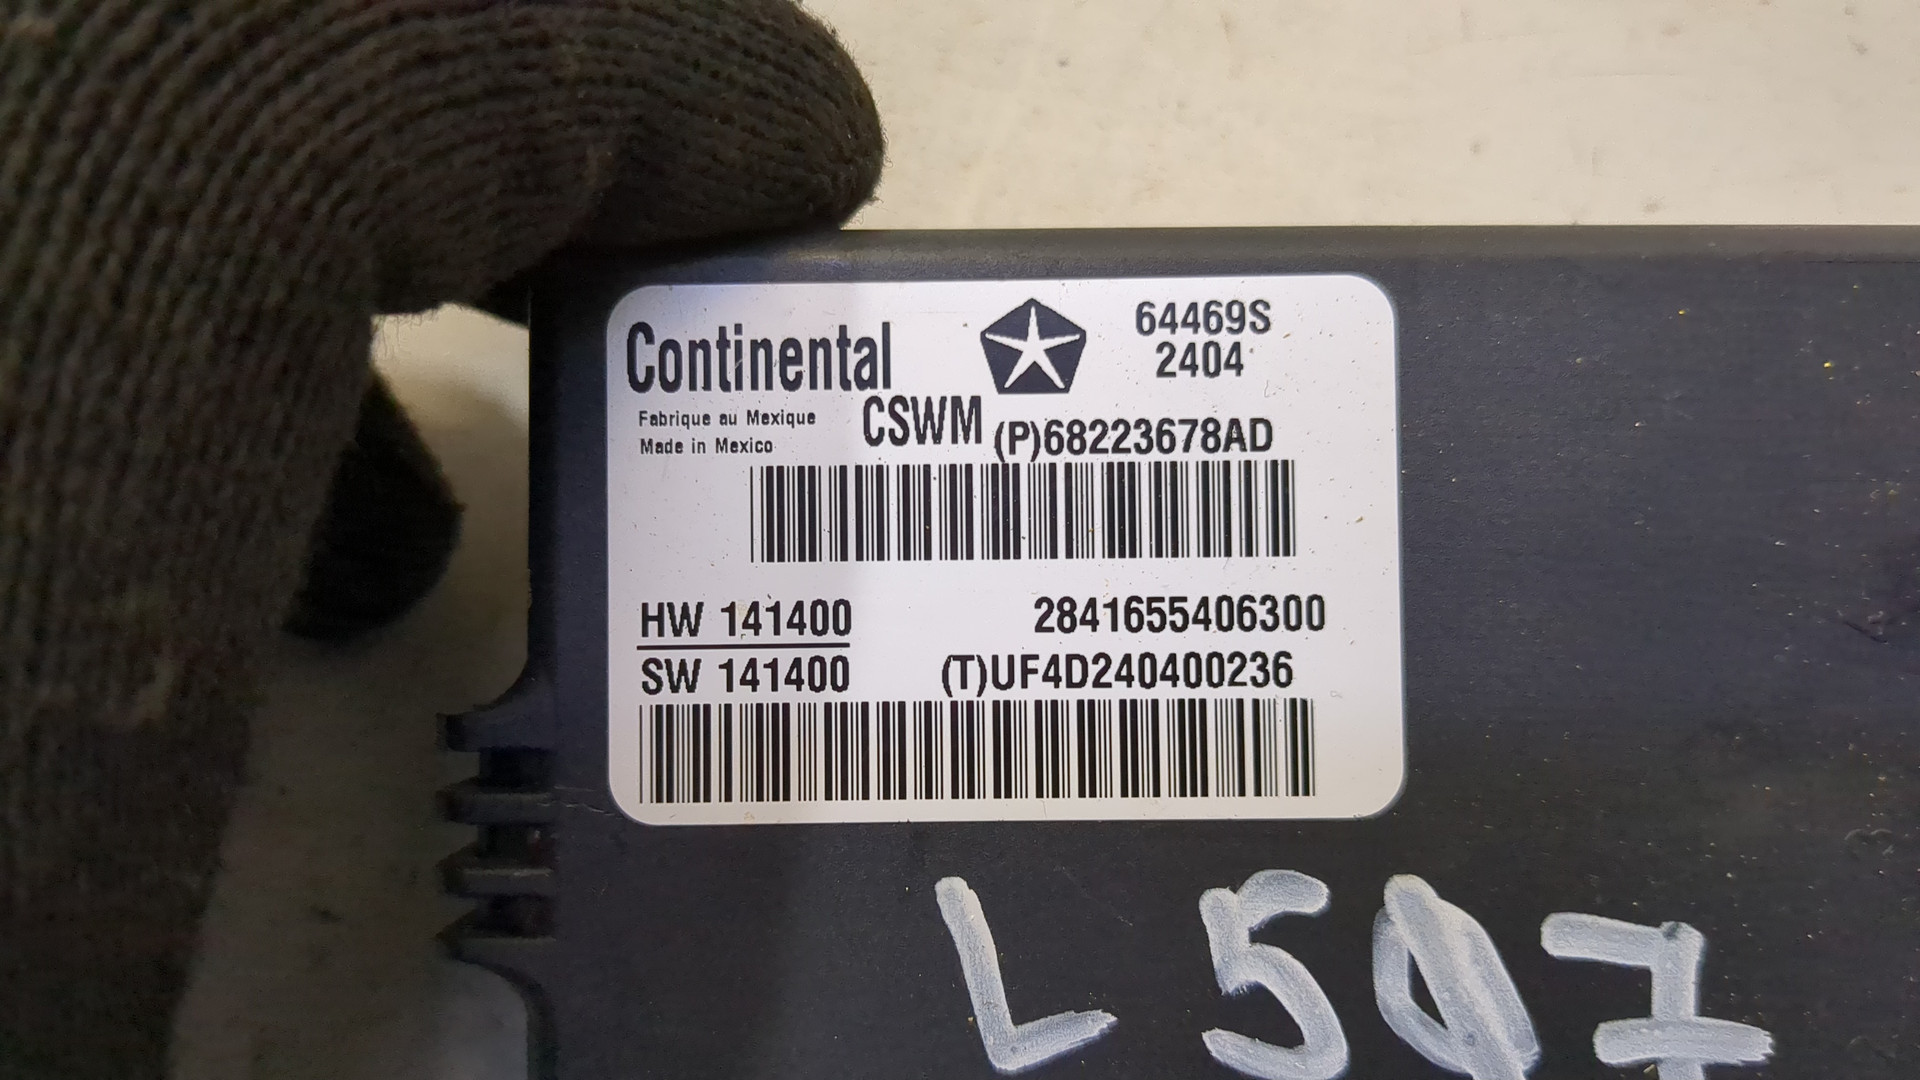 Continental
64469S
2404
Fabrique au Mexique
Made in Mexico
CSWM
(P)68223678AD
HW 141400
2841655406300
SW 141400
(T)UF4D240400236
L 507